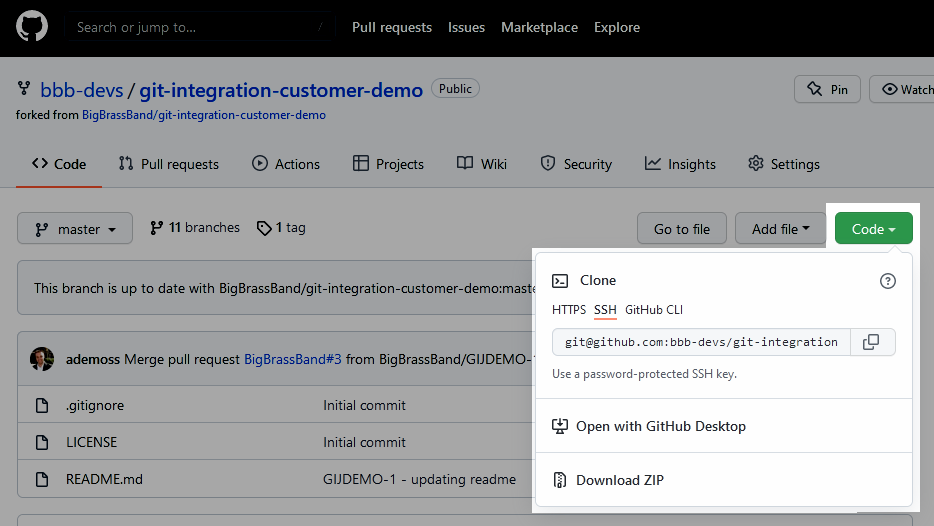 Search or jump to... /
Pull requests Issues Marketplace Explore
bbb-devs / git-integration-customer-demo Public
Pin Watch
forked from BigBrassBand/git-integration-customer-demo
Code Pull requests Actions Projects Wiki Security Insights Settings
master 11 branches 1 tag Go to file Add file Code
This branch is up to date with BigBrassBand/git-integration-customer-demo:maste
Clone
HTTPS SSH GitHub CLI
git@github.com:bbb-devs/git-integration
Use a password-protected SSH key.
Open with GitHub Desktop
Download ZIP
ademoss Merge pull request BigBrassBand#3 from BigBrassBand/GIJDEMO-1
.gitignore Initial commit
LICENSE Initial commit
README.md GIJDEMO-1 - updating readme